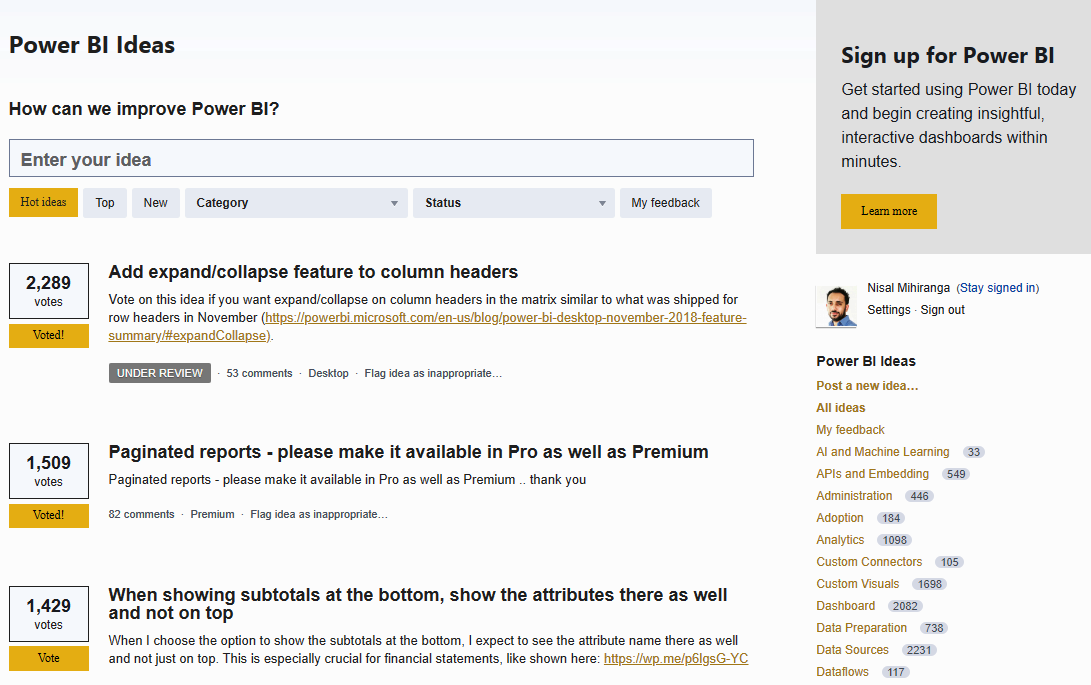 Power BI Ideas
How can we improve Power BI?
Enter your idea
Hot ideas
Top
New
Category
Status
My feedback
2,289
votes
Voted!
Add expand/collapse feature to column headers
Vote on this idea if you want expand/collapse on column headers in the matrix similar to what was shipped for
row headers in November (https://powerbi.microsoft.com/en-us/blog/power-bi-desktop-november-2018-feature-
summary/#expandCollapse).
UNDER REVIEW · 53 comments · Desktop · Flag idea as inappropriate…
1,509
votes
Voted!
Paginated reports - please make it available in Pro as well as Premium
Paginated reports - please make it available in Pro as well as Premium .. thank you
82 comments · Premium · Flag idea as inappropriate…
1,429
votes
Vote
When showing subtotals at the bottom, show the attributes there as well
and not on top
When I choose the option to show the subtotals at the bottom, I expect to see the attribute name there as well
and not just on top. This is especially crucial for financial statements, like shown here: https://wp.me/p6lgsG-YC
Sign up for Power BI
Get started using Power BI today
and begin creating insightful,
interactive dashboards within
minutes.
Learn more
Nisal Mihiranga (Stay signed in)
Settings · Sign out
Power BI Ideas
Post a new idea…
All ideas
My feedback
AI and Machine Learning 33
APIs and Embedding 549
Administration 446
Adoption 184
Analytics 1098
Custom Connectors 105
Custom Visuals 1698
Dashboard 2082
Data Preparation 738
Data Sources 2231
Dataflows 117